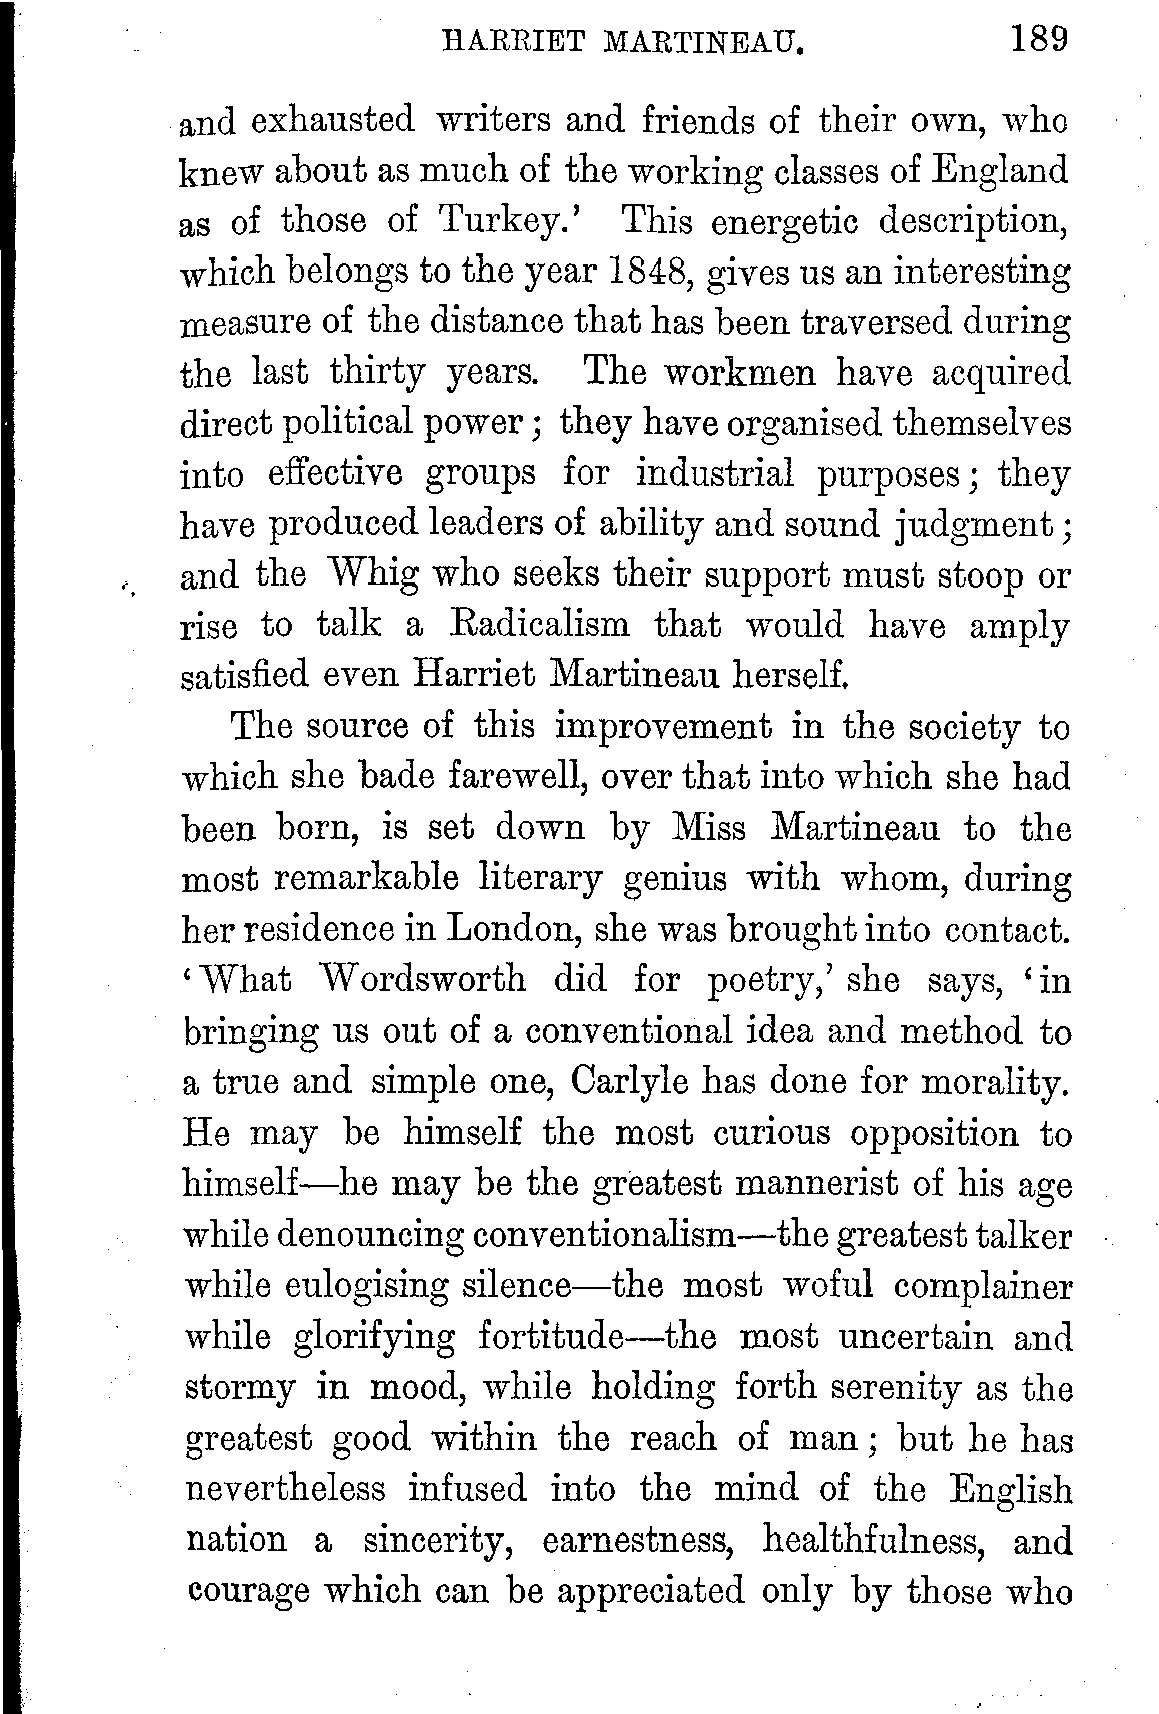 HARRIET MARTINEAU. 189
and exhausted writers and friends of their own, who
knew about as much of the working classes of England
as of those of Turkey.' This energetic description,
which belongs to the year 1848, gives us an interesting
measure of the distance that has been traversed during
the last thirty years. The workmen have acquired
direct political power; they have organised themselves
into effective groups for industrial purposes; they
have produced leaders of ability and sound judgment;
and the Whig who seeks their support must stoop or
rise to talk a Radicalism that would have amply
satisfied even Harriet Martineau herself.
The source of this improvement in the society to
which she bade farewell, over that into which she had
been born, is set down by Miss Martineau to the
most remarkable literary genius with whom, during
her residence in London, she was brought into contact.
'What Wordsworth did for poetry,' she says, 'in
bringing us out of a conventional idea and method to
a true and simple one, Carlyle has done for morality.
He may be himself the most curious opposition to
himself—he may be the greatest mannerist of his age
while denouncing conventionalism—the greatest talker
while eulogising silence—the most woful complainer
while glorifying fortitude—the most uncertain and
stormy in mood, while holding forth serenity as the
greatest good within the reach of man; but he has
nevertheless infused into the mind of the English
nation a sincerity, earnestness, healthfulness, and
courage which can be appreciated only by those who